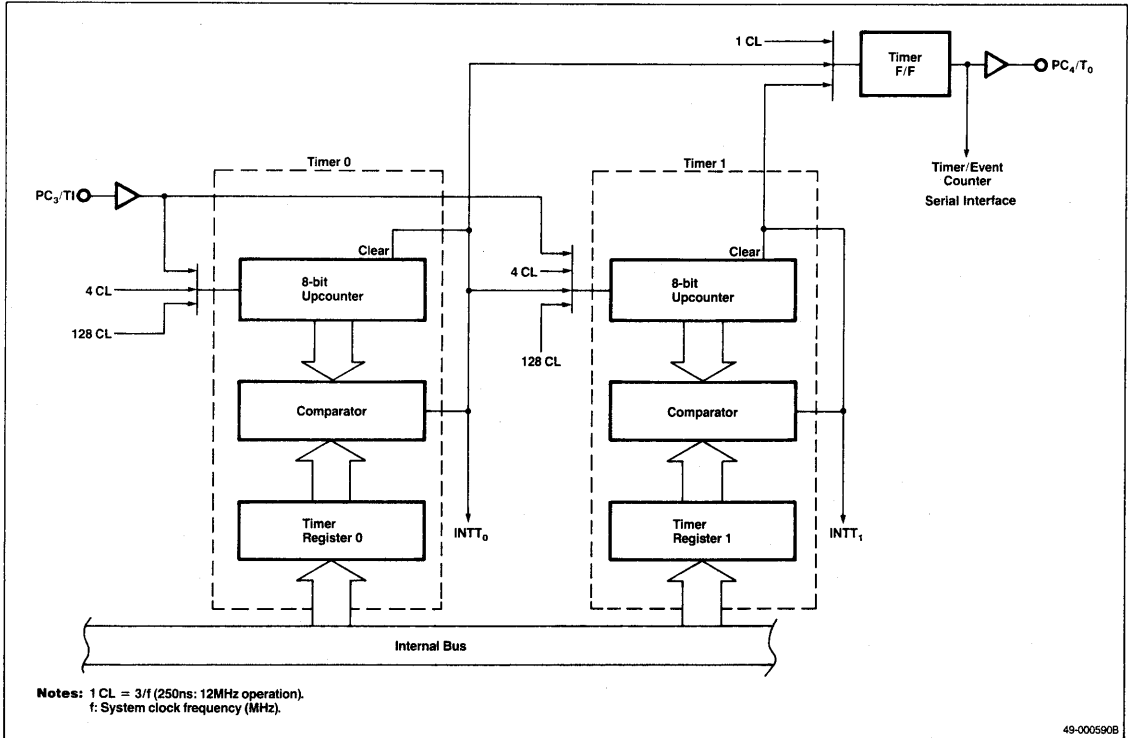 1 CL
Timer
F/F
PC₄/T₀
Timer/Event
Counter
Serial Interface
Timer 0
Timer 1
PC₃/TI
Clear
Clear
8-bit
Upcounter
4 CL
128 CL
4 CL
128 CL
8-bit
Upcounter
Comparator
Comparator
Timer
Register 0
INTT₀
Timer
Register 1
INTT₁
Internal Bus
Notes: 1 CL = 3/f (250ns: 12MHz operation).
f: System clock frequency (MHz).
49-000590B